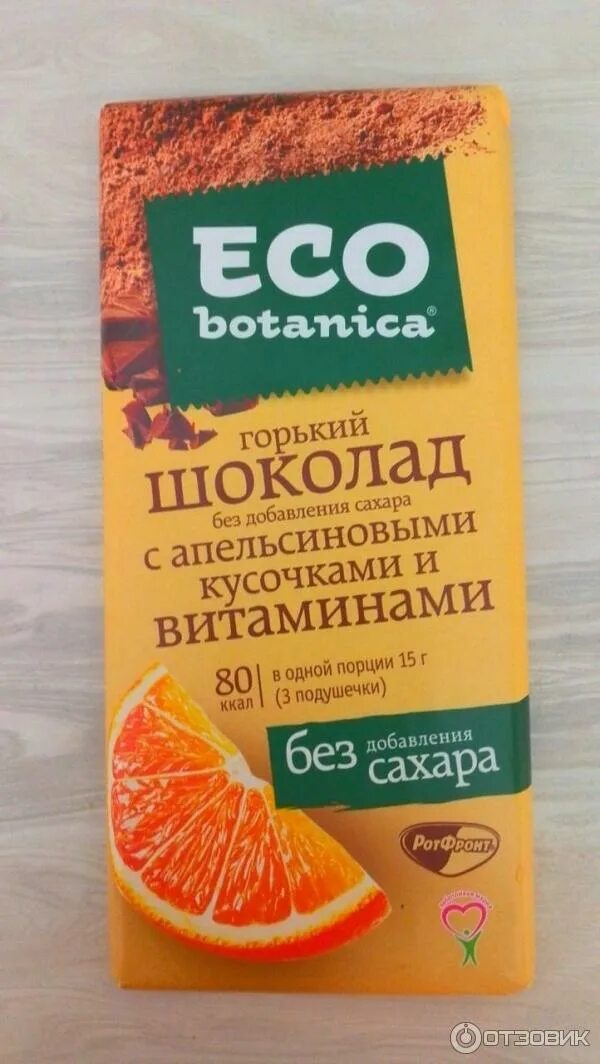 ECO
botanica®
горький
шоколад
без добавления сахара
с апельсиновыми
кусочками и
витаминами
80 ккал
в одной порции 15 г
(3 подушечки)
без добавления
сахара
РотФронт
ОТЗОВИК